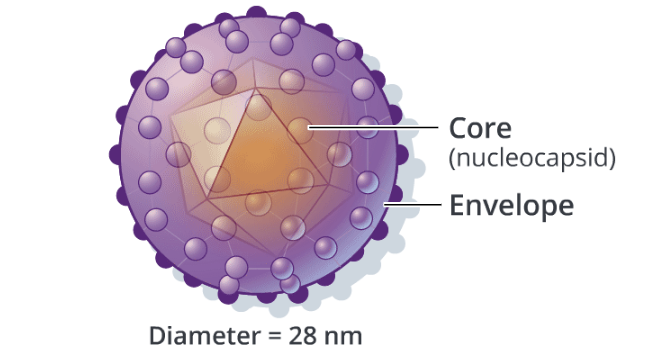 Core
(nucleocapsid)
Envelope
Diameter = 28 nm